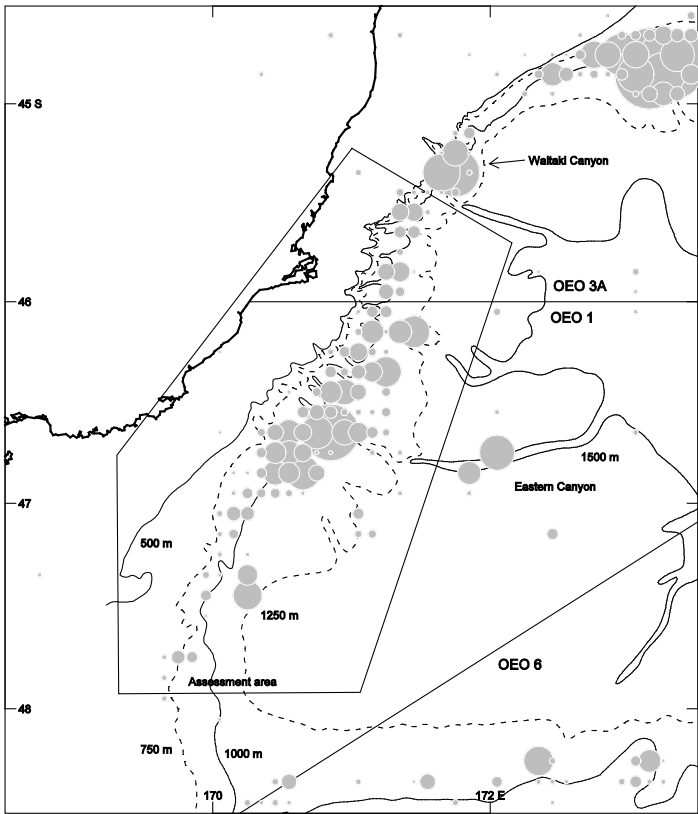 45 S
Waitaki Canyon
OEO 3A
46
OEO 1
1500 m
Eastern Canyon
47
500 m
1250 m
OEO 6
Assessment area
48
750 m
1000 m
170
172 E